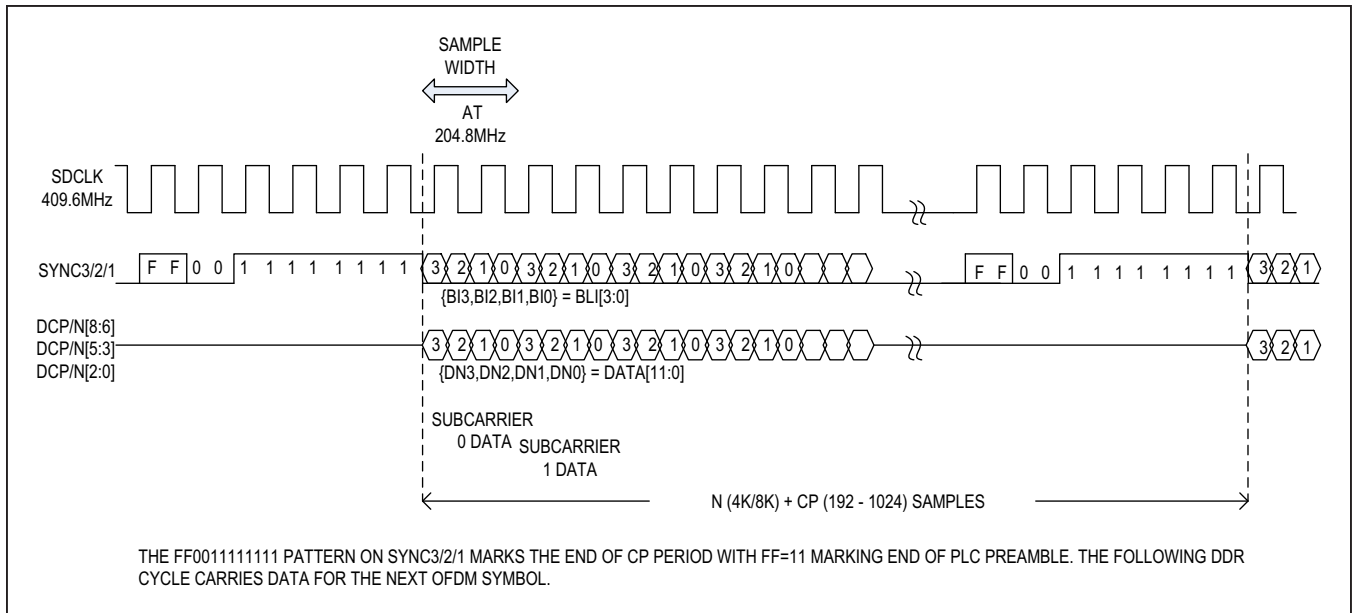 SAMPLE
WIDTH
AT
204.8MHz
SDCLK
409.6MHz
SYNC3/2/1
F F 0 0 1 1 1 1 1 1 1 1 3 2 1 0 3 2 1 0 3 2 1 0 3 2 1 0 F F 0 0 1 1 1 1 1 1 1 1 3 2 1
{BI3,BI2,BI1,BI0} = BLI[3:0]
DCP/N[8:6]
DCP/N[5:3]
DCP/N[2:0]
3 2 1 0 3 2 1 0 3 2 1 0 3 2 1 0 3 2 1
{DN3,DN2,DN1,DN0} = DATA[11:0]
SUBCARRIER
0 DATA
SUBCARRIER
1 DATA
N (4K/8K) + CP (192 - 1024) SAMPLES
THE FF0011111111 PATTERN ON SYNC3/2/1 MARKS THE END OF CP PERIOD WITH FF=11 MARKING END OF PLC PREAMBLE. THE FOLLOWING DDR
CYCLE CARRIES DATA FOR THE NEXT OFDM SYMBOL.